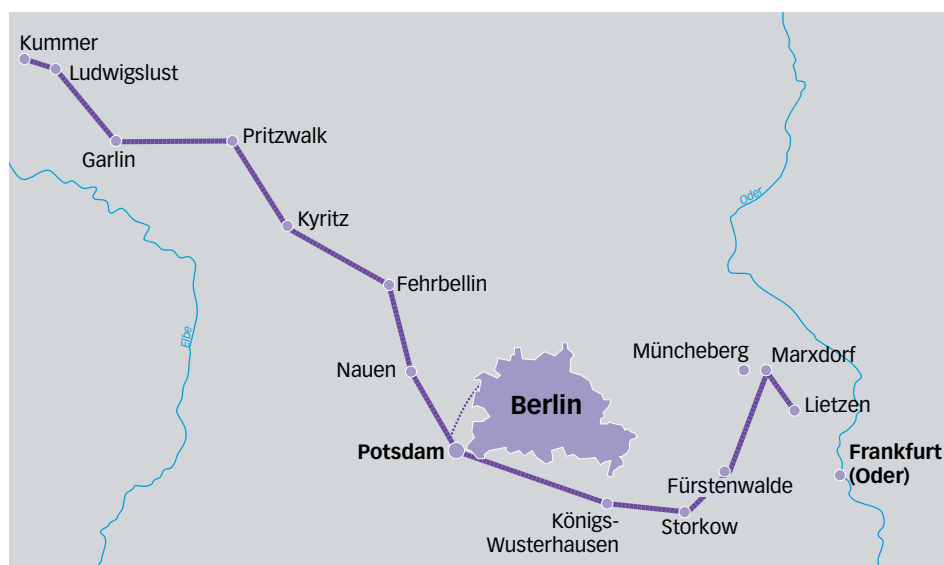 Kummer
Ludwigslust
Garlin
Pritzwalk
Kyritz
Oder
Fehrbellin
Elbe
Nauen
Müncheberg
Marxdorf
Berlin
Lietzen
Potsdam
Frankfurt
(Oder)
Fürstenwalde
Königs-
Wusterhausen
Storkow